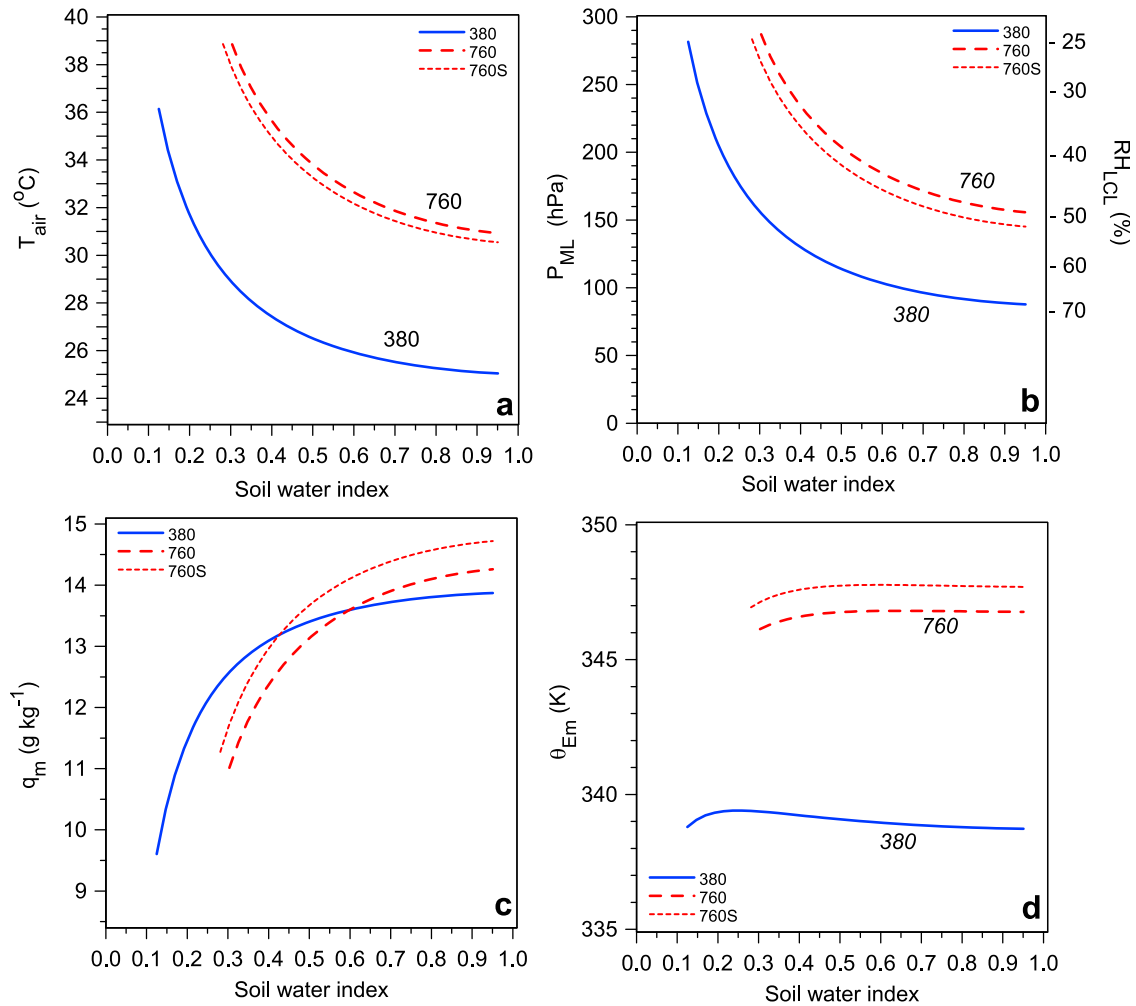 40
39
38
37
36
35
34
33
32
31
30
28
26
24
T_air (°C)
380
760
760S
760
380
a
0.0 0.1 0.2 0.3 0.4 0.5 0.6 0.7 0.8 0.9 1.0
Soil water index
300
250
200
150
100
50
0
P_ML (hPa)
380
760
760S
760
380
b
- 25
- 30
- 40
- 50
- 60
- 70
RH_LCL (%)
0.0 0.1 0.2 0.3 0.4 0.5 0.6 0.7 0.8 0.9 1.0
Soil water index
15
14
13
12
11
10
9
q_m (g kg⁻¹)
380
760
760S
c
0.0 0.1 0.2 0.3 0.4 0.5 0.6 0.7 0.8 0.9 1.0
Soil water index
350
345
340
335
θ_Em (K)
760
380
380
760
760S
d
0.0 0.1 0.2 0.3 0.4 0.5 0.6 0.7 0.8 0.9 1.0
Soil water index